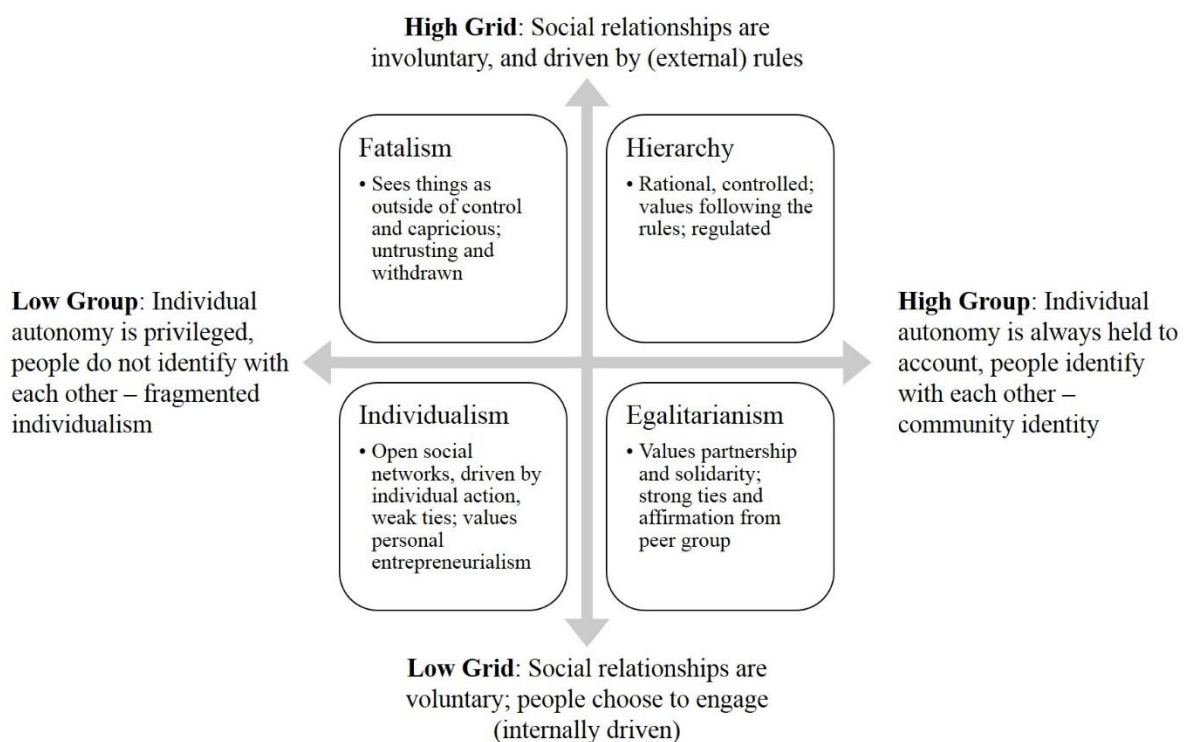 High Grid: Social relationships are
involuntary, and driven by (external) rules
Fatalism
• Sees things as
outside of control
and capricious;
untrusting and
withdrawn
Hierarchy
• Rational, controlled;
values following the
rules; regulated
Low Group: Individual
autonomy is privileged,
people do not identify with
each other – fragmented
individualism
High Group: Individual
autonomy is always held to
account, people identify
with each other –
community identity
Individualism
• Open social
networks, driven by
individual action,
weak ties; values
personal
entrepreneurialism
Egalitarianism
• Values partnership
and solidarity;
strong ties and
affirmation from
peer group
Low Grid: Social relationships are
voluntary; people choose to engage
(internally driven)